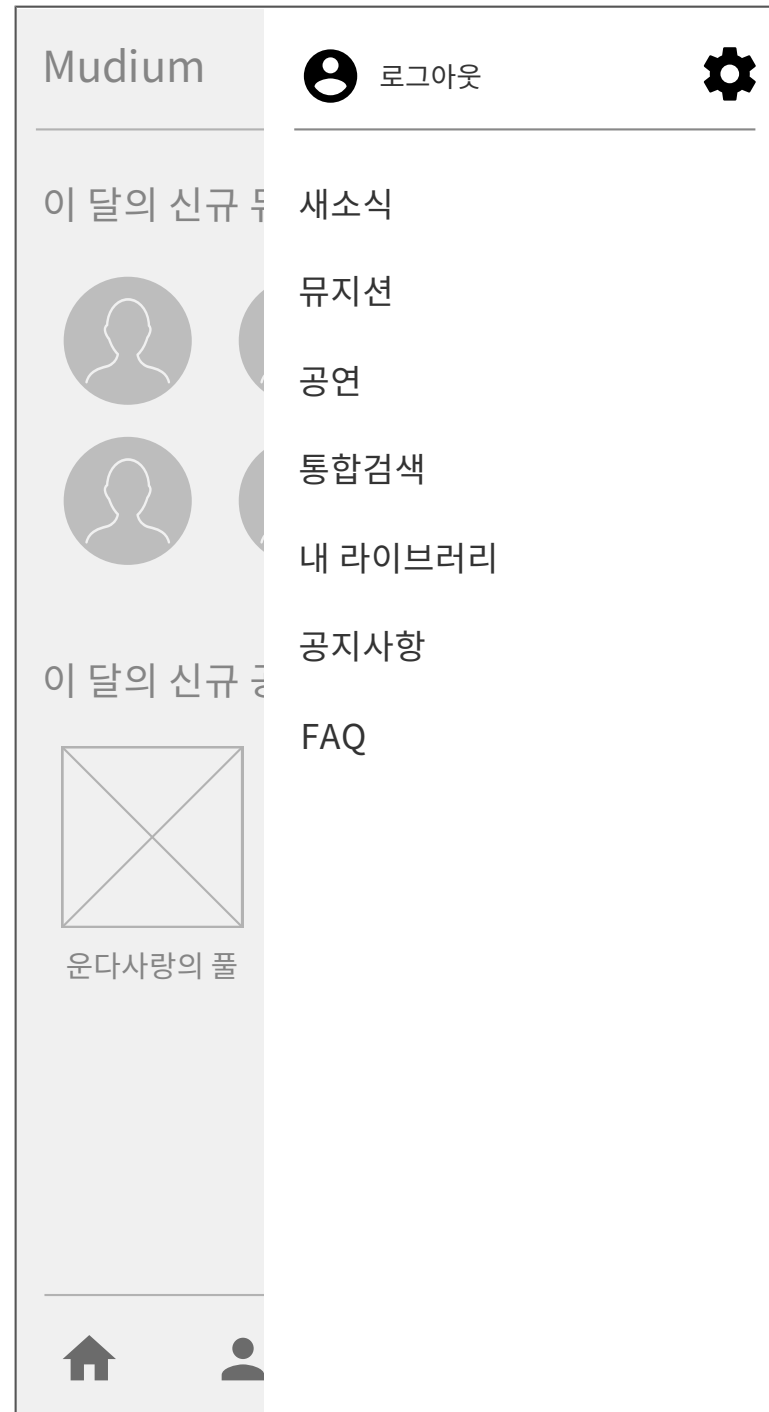 Mudium
로그아웃
이 달의 신규
새소식
뮤지션
공연
통합검색
내 라이브러리
공지사항
FAQ
이 달의 신규
운다사랑의 풀